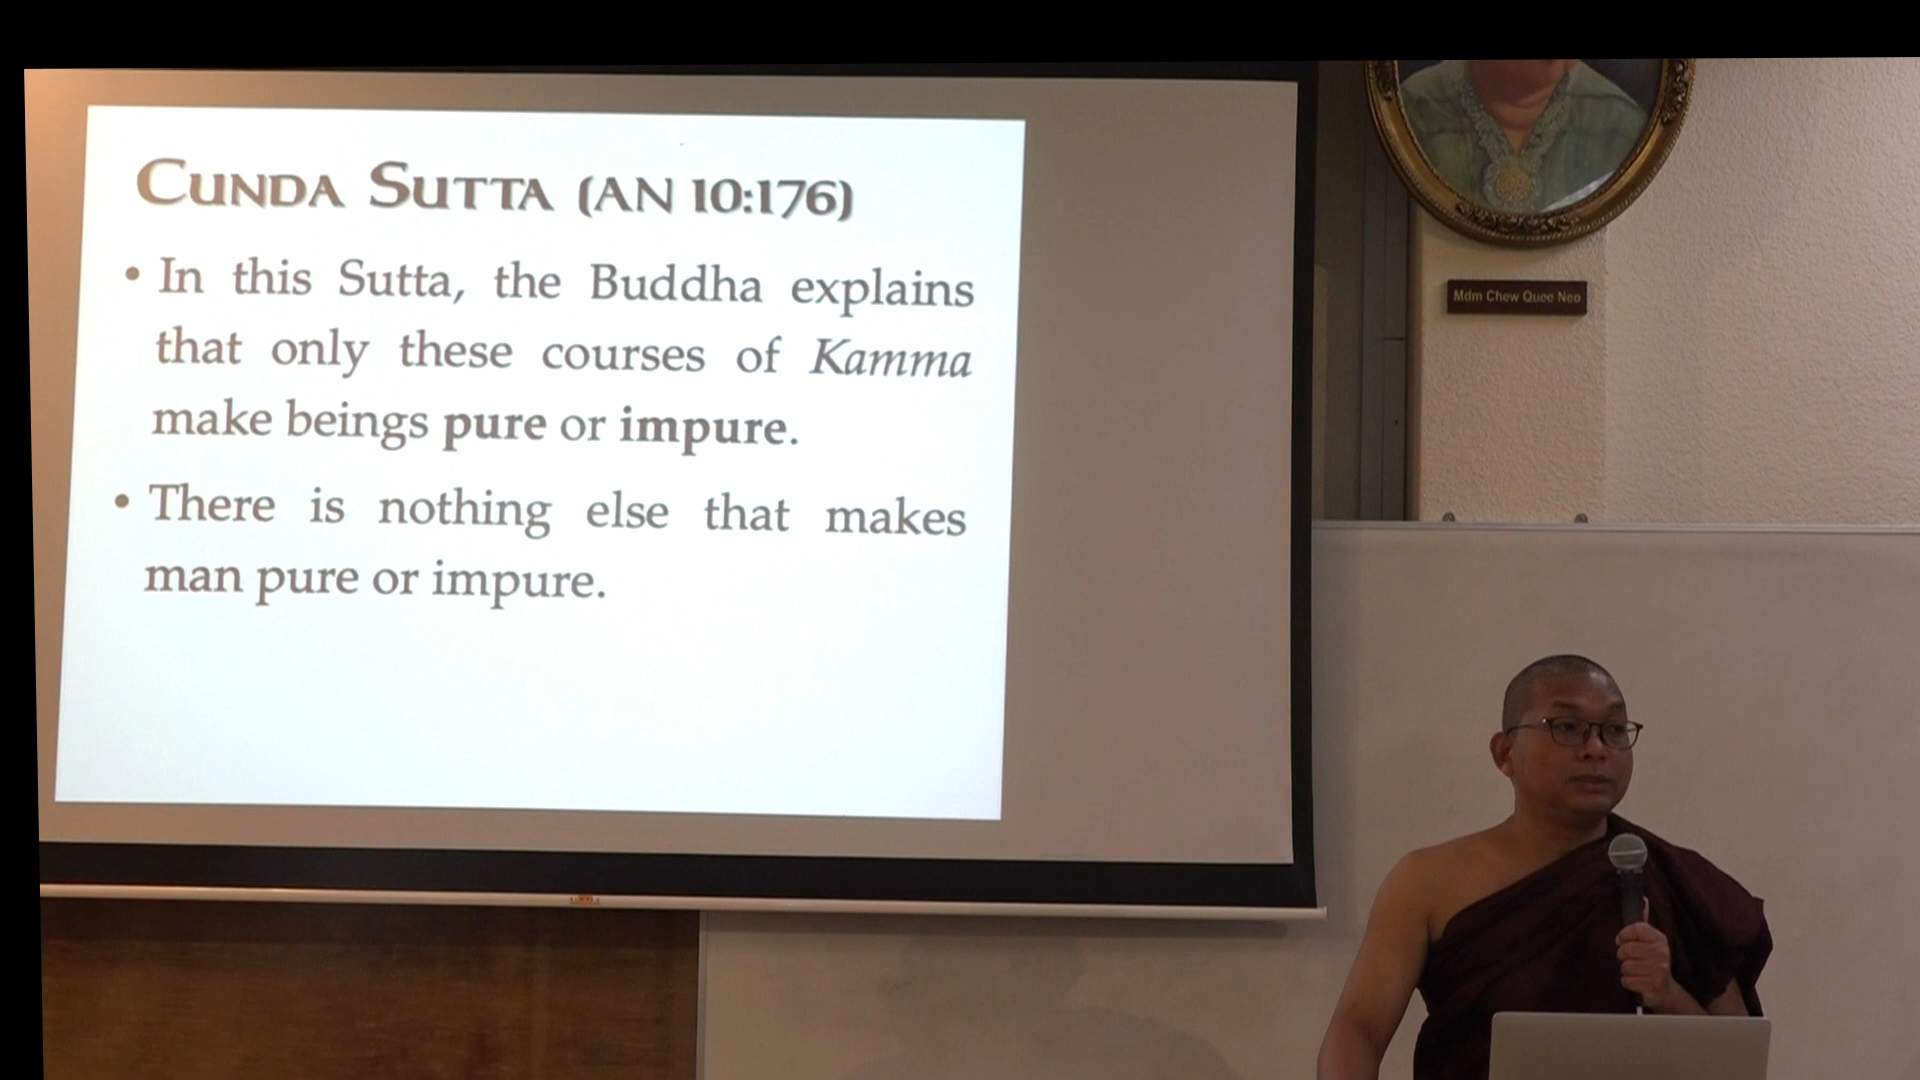 CUNDA SUTTA (AN 10:176)
• In this Sutta, the Buddha explains
that only these courses of Kamma
make beings pure or impure.
• There is nothing else that makes
man pure or impure.
Mdm Chew Quee Neo